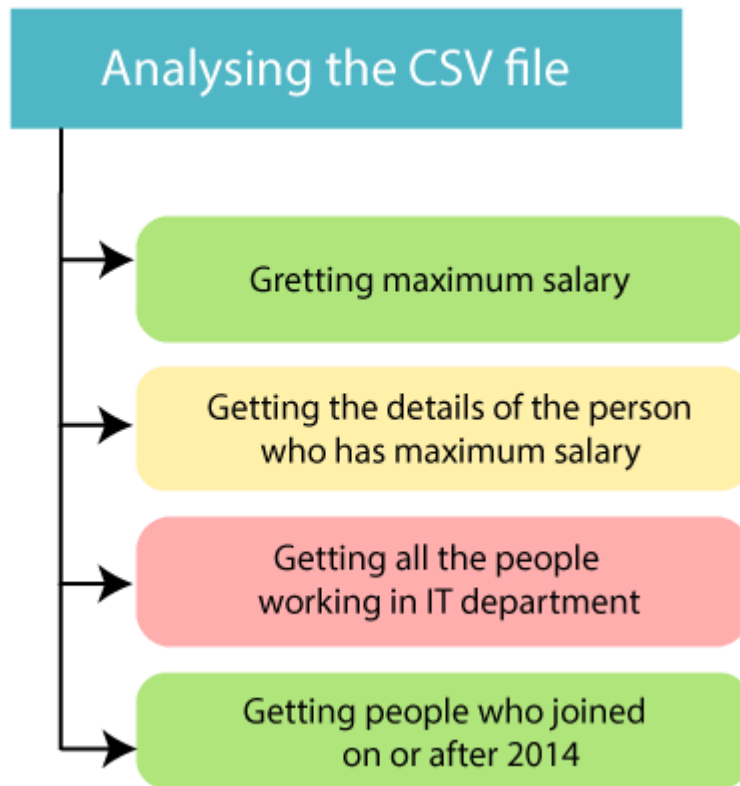 Analysing the CSV file
Gretting maximum salary
Getting the details of the person
who has maximum salary
Getting all the people
working in IT department
Getting people who joined
on or after 2014